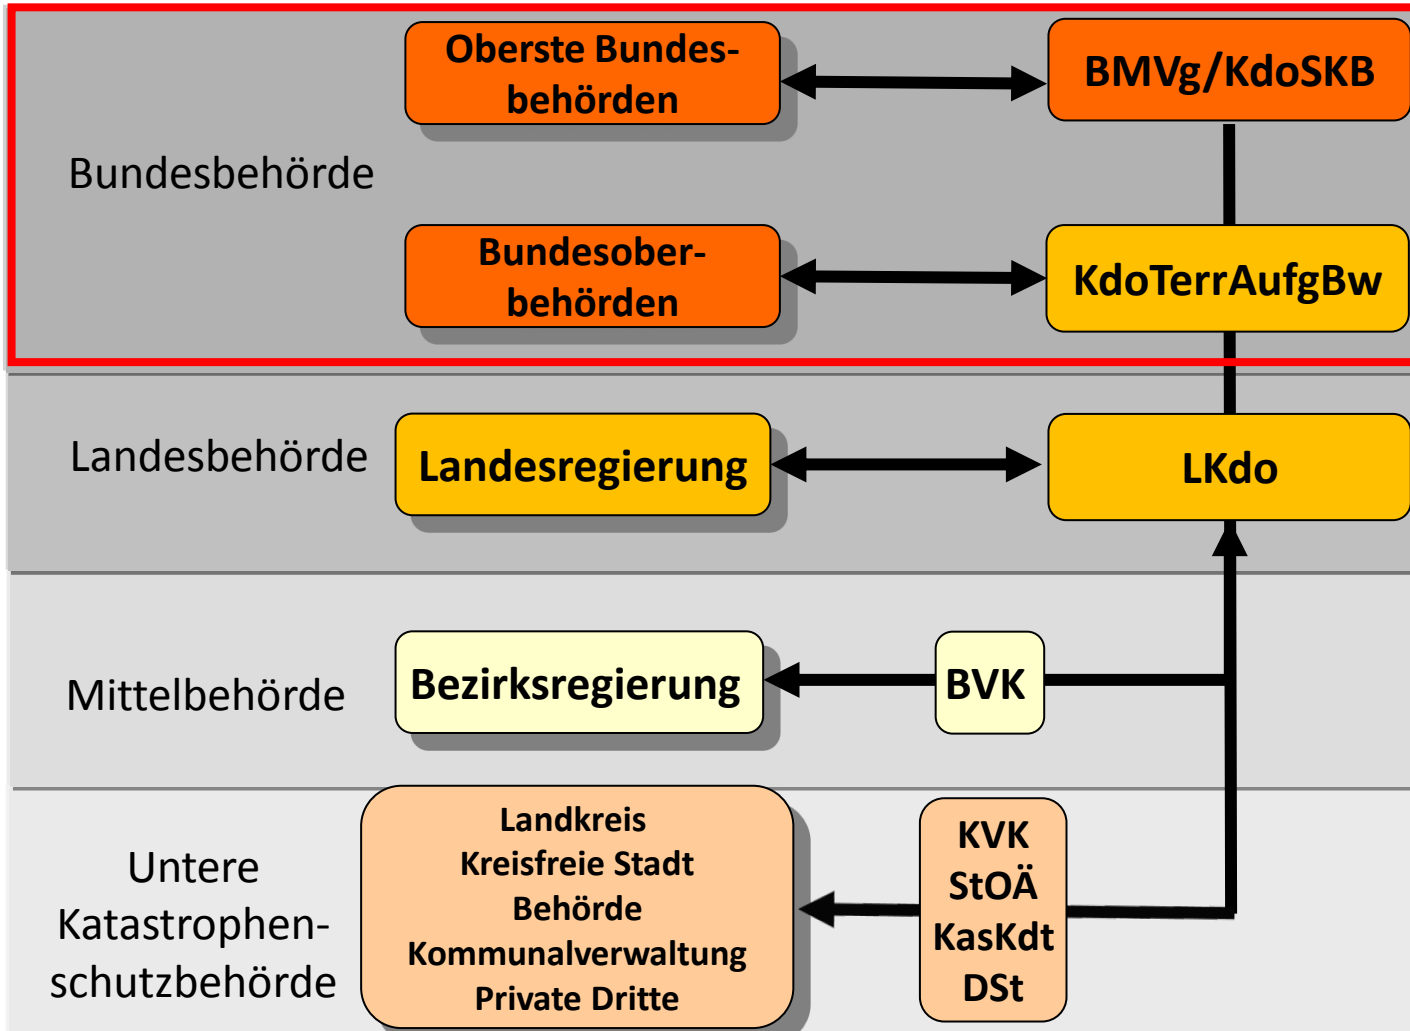 Bundesbehörde
Oberste Bundes-
behörden
BMVg/KdoSKB
Bundesober-
behörden
KdoTerrAufgBw
Landesbehörde
Landesregierung
LKdo
Mittelbehörde
Bezirksregierung
BVK
Untere
Katastrophen-
schutzbehörde
Landkreis
Kreisfreie Stadt
Behörde
Kommunalverwaltung
Private Dritte
KVK
StOÄ
KasKdt
DSt